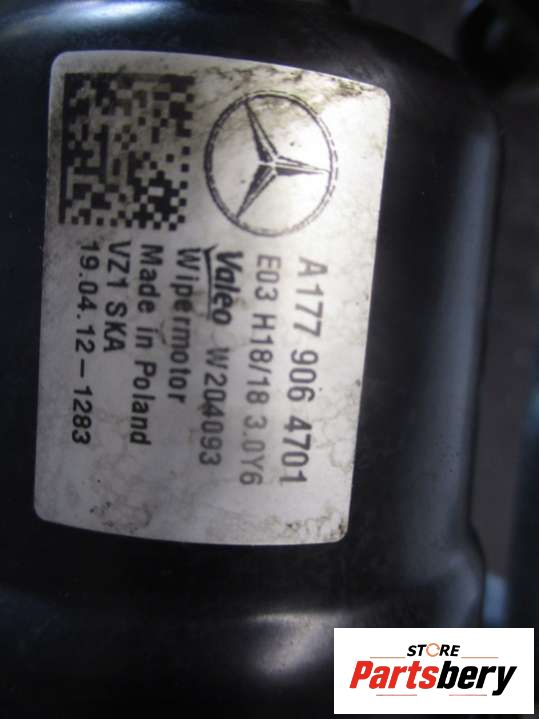 A177 906 4701
E03 H18/18 3.0Y6
Valeo W204093
Wipermotor
Made in Poland
VZ1 SKA
19.04.12-1283
STORE
Partsbery